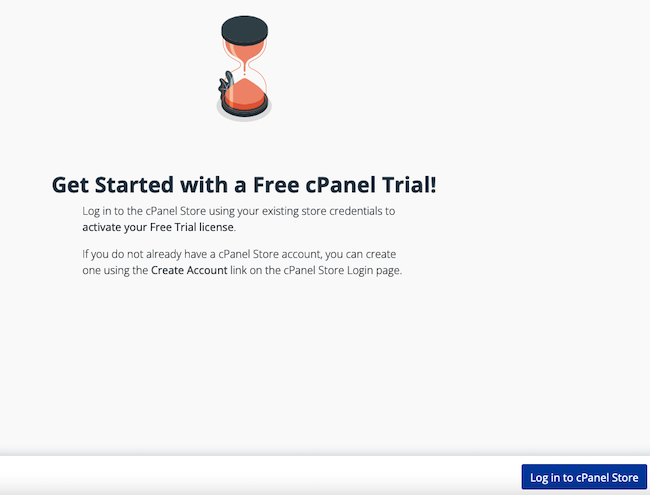 Get Started with a Free cPanel Trial!
Log in to the cPanel Store using your existing store credentials to
activate your Free Trial license.
If you do not already have a cPanel Store account, you can create
one using the Create Account link on the cPanel Store Login page.
Log in to cPanel Store